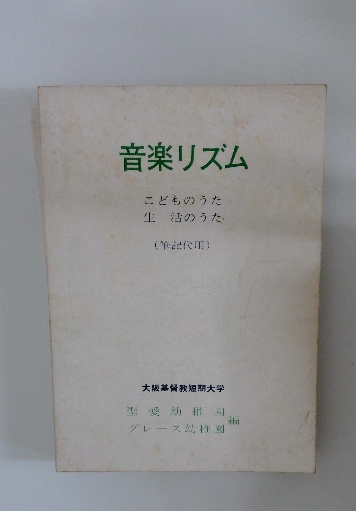 音楽リズム
こどものうた
生 活のうた
(筆記代用)
大阪基督教短期大学
聖愛幼稚園
グレース幼稚園
編